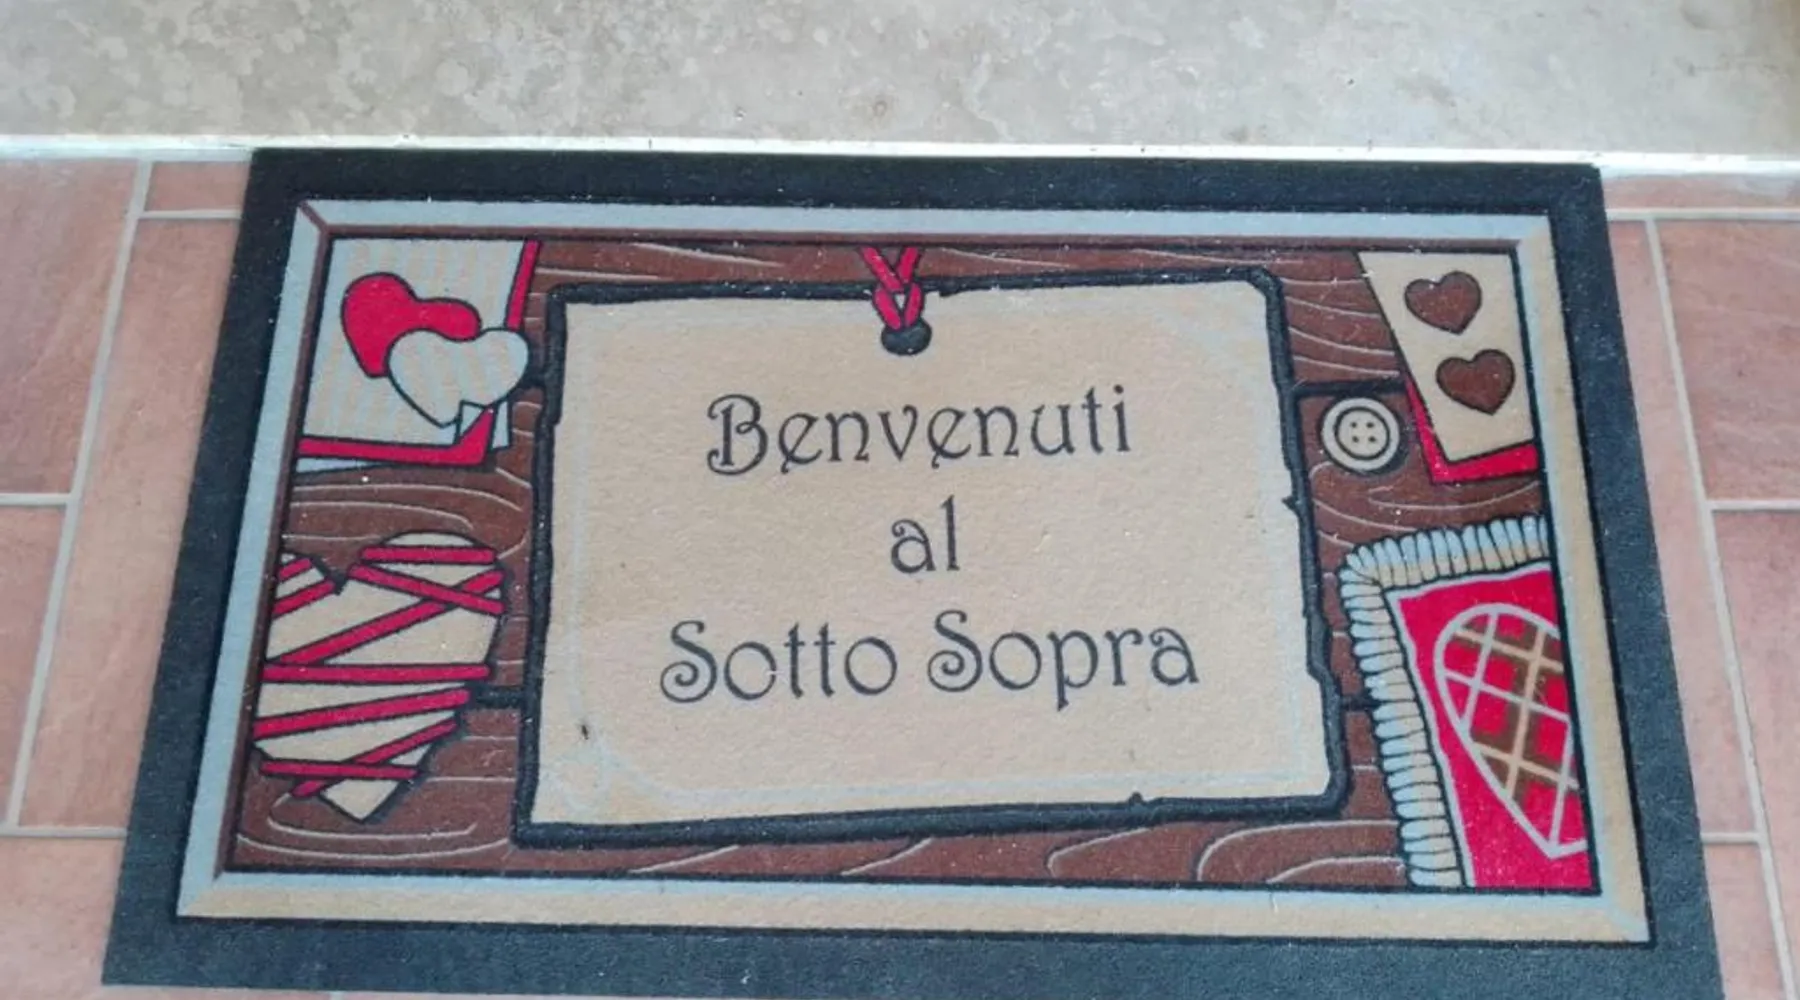 Benvenuti
al
Sotto Sopra